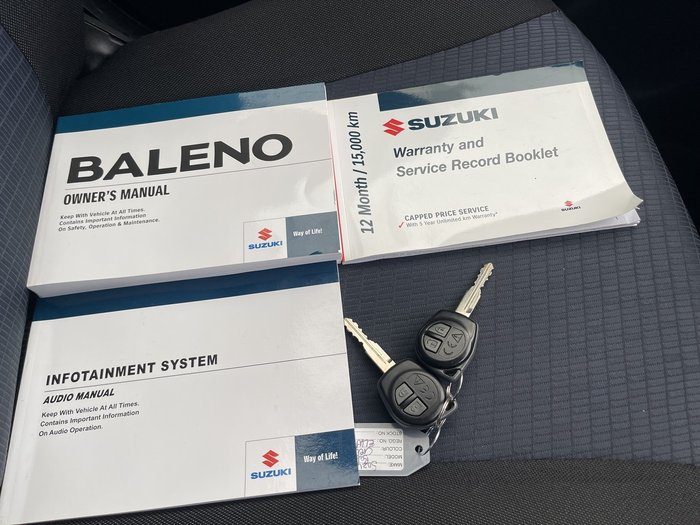 BALENO
OWNER'S MANUAL
Keep With Vehicle At All Times.
Contains Important Information
On Safety, Operation & Maintenance.
SUZUKI
Way of Life!
12 Month / 15,000 km
SUZUKI
Warranty and
Service Record Booklet
CAPPED PRICE SERVICE
With 5 Year Unlimited km Warranty*
SUZUKI
INFOTAINMENT SYSTEM
AUDIO MANUAL
Keep With Vehicle At All Times.
Contains Important Information
On Audio Operation.
SUZUKI
Way of Life!
MAKE:
MODEL:
COLOUR:
REGO. NO.
STOCK NO.